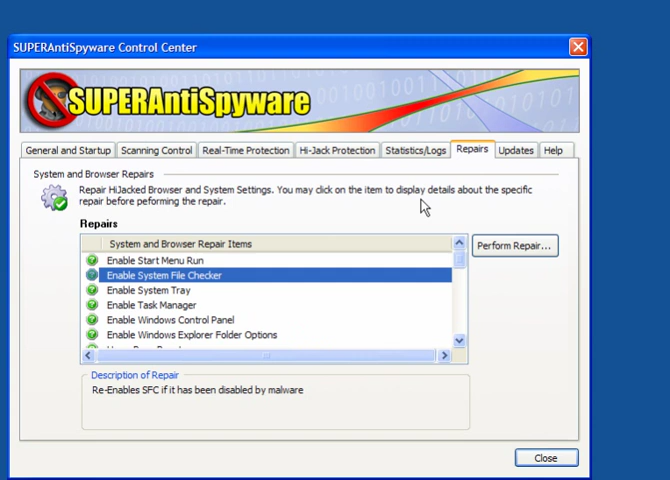 SUPERAntiSpyware Control Center
SUPERAntiSpyware
General and Startup
Scanning Control
Real-Time Protection
Hi-Jack Protection
Statistics/Logs
Repairs
Updates
Help
System and Browser Repairs
Repair HiJacked Browser and System Settings. You may click on the item to display details about the specific
repair before peforming the repair.
Repairs
System and Browser Repair Items
Perform Repair...
Enable Start Menu Run
Enable System File Checker
Enable System Tray
Enable Task Manager
Enable Windows Control Panel
Enable Windows Explorer Folder Options
Description of Repair
Re-Enables SFC if it has been disabled by malware
Close